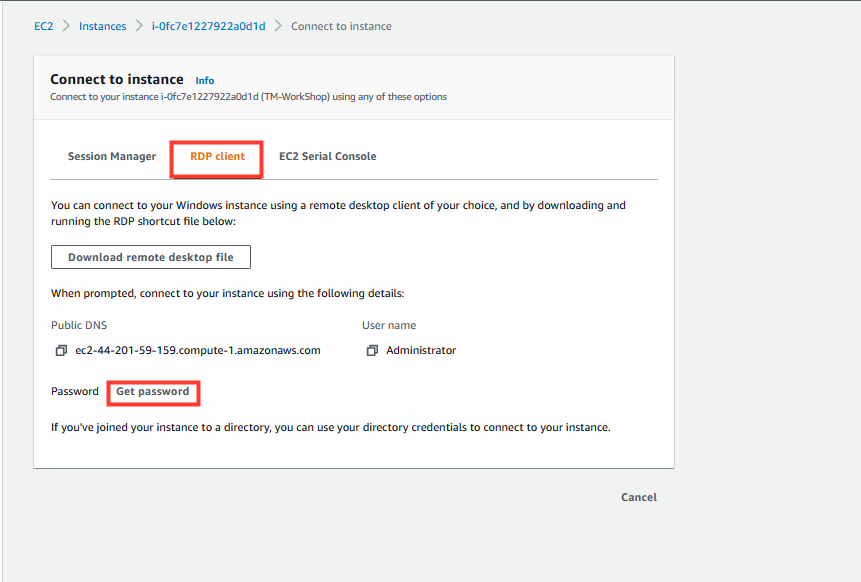 EC2 > Instances > i-0fc7e1227922a0d1d > Connect to instance
Connect to instance Info
Connect to your instance i-0fc7e1227922a0d1d (TM-WorkShop) using any of these options
Session Manager RDP client EC2 Serial Console
You can connect to your Windows instance using a remote desktop client of your choice, and by downloading and
running the RDP shortcut file below:
Download remote desktop file
When prompted, connect to your instance using the following details:
Public DNS User name
ec2-44-201-59-159.compute-1.amazonaws.com Administrator
Password Get password
If you've joined your instance to a directory, you can use your directory credentials to connect to your instance.
Cancel